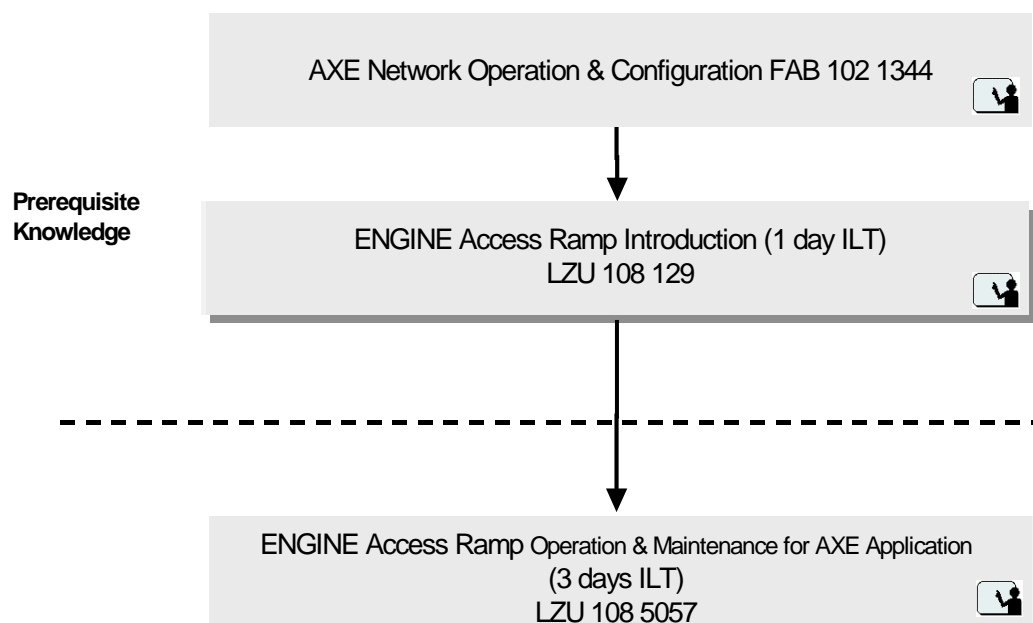 AXE Network Operation & Configuration FAB 102 1344
Prerequisite
Knowledge
ENGINE Access Ramp Introduction (1 day ILT)
LZU 108 129
ENGINE Access Ramp Operation & Maintenance for AXE Application
(3 days ILT)
LZU 108 5057